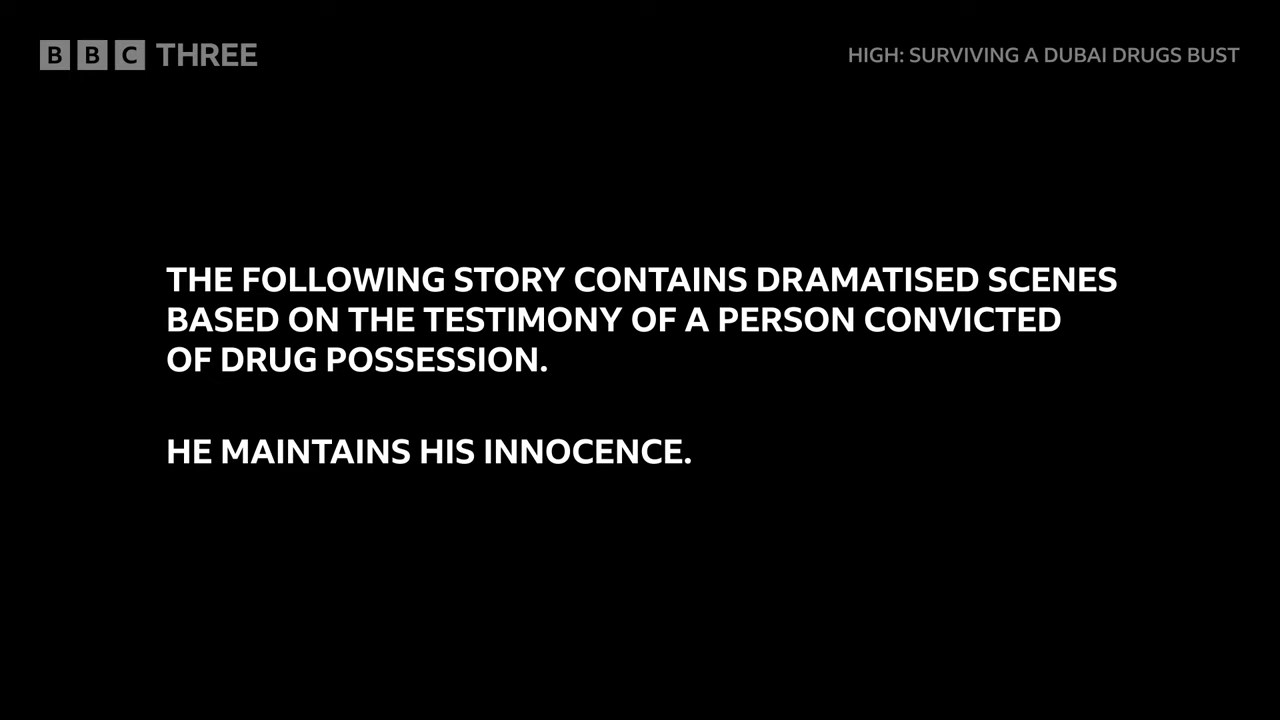 BBC THREE
HIGH: SURVIVING A DUBAI DRUGS BUST
THE FOLLOWING STORY CONTAINS DRAMATISED SCENES
BASED ON THE TESTIMONY OF A PERSON CONVICTED
OF DRUG POSSESSION.
HE MAINTAINS HIS INNOCENCE.